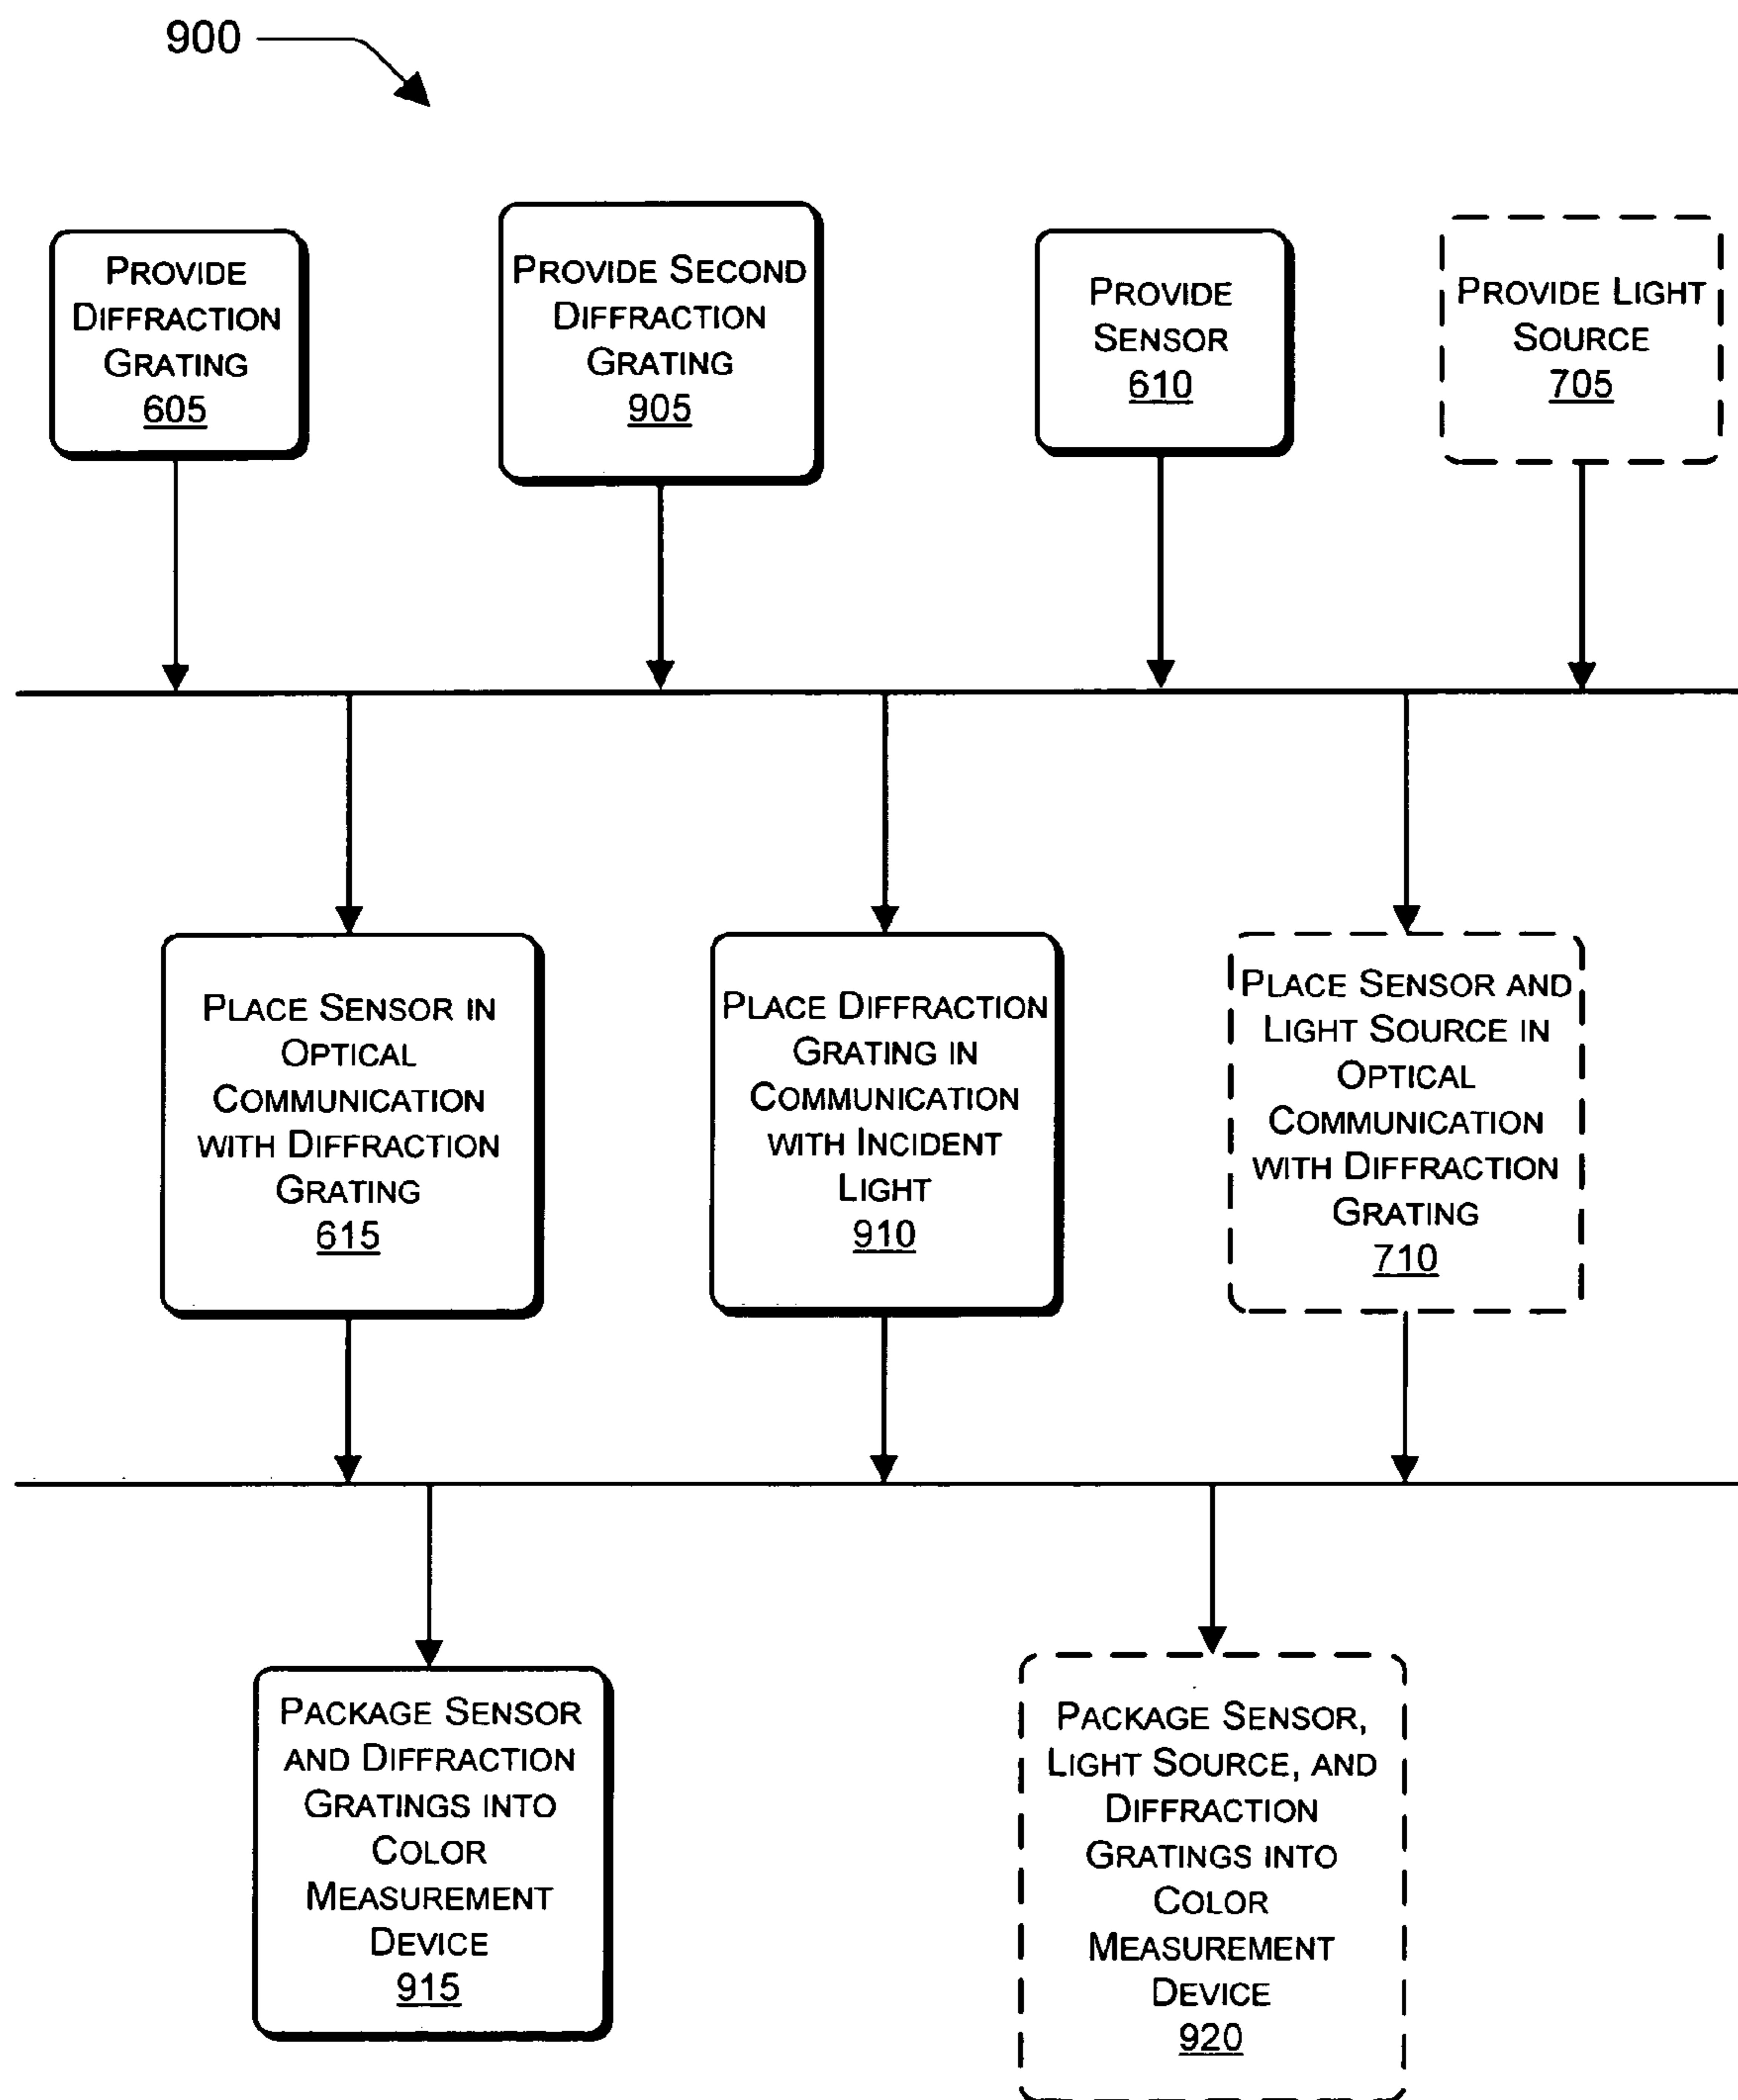 900
PROVIDE
DIFFRACTION
GRATING
605
PROVIDE SECOND
DIFFRACTION
GRATING
905
PROVIDE
SENSOR
610
PROVIDE LIGHT
SOURCE
705
PLACE SENSOR IN
OPTICAL
COMMUNICATION
WITH DIFFRACTION
GRATING
615
PLACE DIFFRACTION
GRATING IN
COMMUNICATION
WITH INCIDENT
LIGHT
910
PLACE SENSOR AND
LIGHT SOURCE IN
OPTICAL
COMMUNICATION
WITH DIFFRACTION
GRATING
710
PACKAGE SENSOR
AND DIFFRACTION
GRATINGS INTO
COLOR
MEASUREMENT
DEVICE
915
PACKAGE SENSOR,
LIGHT SOURCE, AND
DIFFRACTION
GRATINGS INTO
COLOR
MEASUREMENT
DEVICE
920